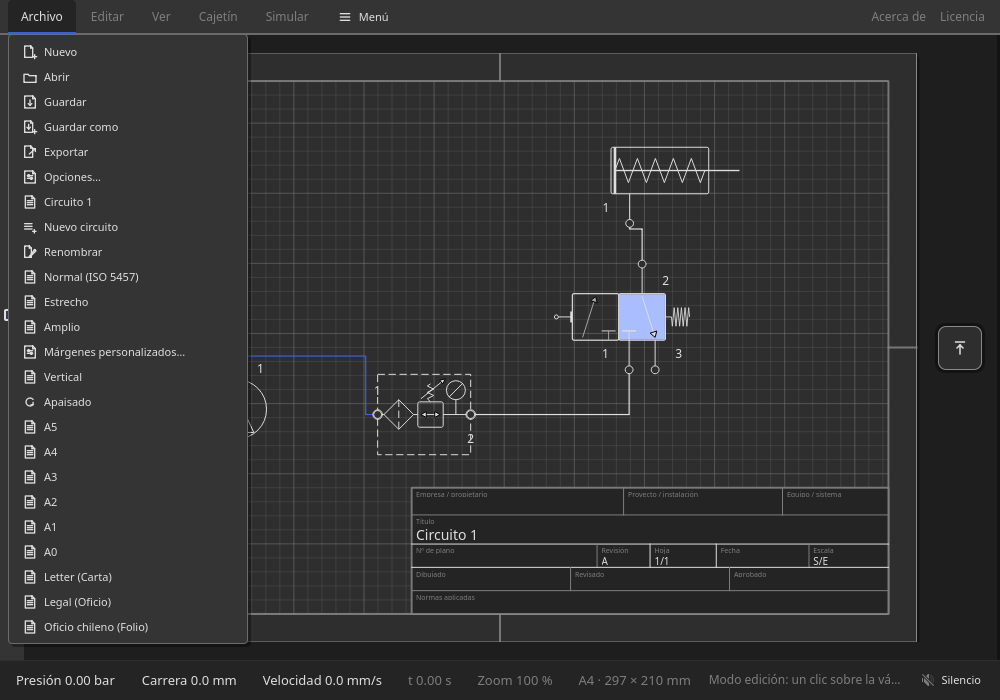 Archivo Editar Ver Cajetín Simular Menú Acerca de Licencia
Nuevo
Abrir
Guardar
Guardar como
Exportar
Opciones...
Circuito 1
Nuevo circuito
Renombrar
Normal (ISO 5457)
Estrecho
Amplio
Márgenes personalizados...
Vertical
Apaisado
A5
A4
A3
A2
A1
A0
Letter (Carta)
Legal (Oficio)
Oficio chileno (Folio)
1
2
1 3
1
1
2
Empresa / propietario Proyecto / instalación Equipo / sistema
Título
Circuito 1
Nº de plano Revisión Hoja Fecha Escala
A 1/1 S/E
Dibujado Revisado Aprobado
Normas aplicadas
Presión 0.00 bar Carrera 0.0 mm Velocidad 0.0 mm/s t 0.00 s Zoom 100 % A4 · 297 × 210 mm Modo edición: un clic sobre la vá... Silencio